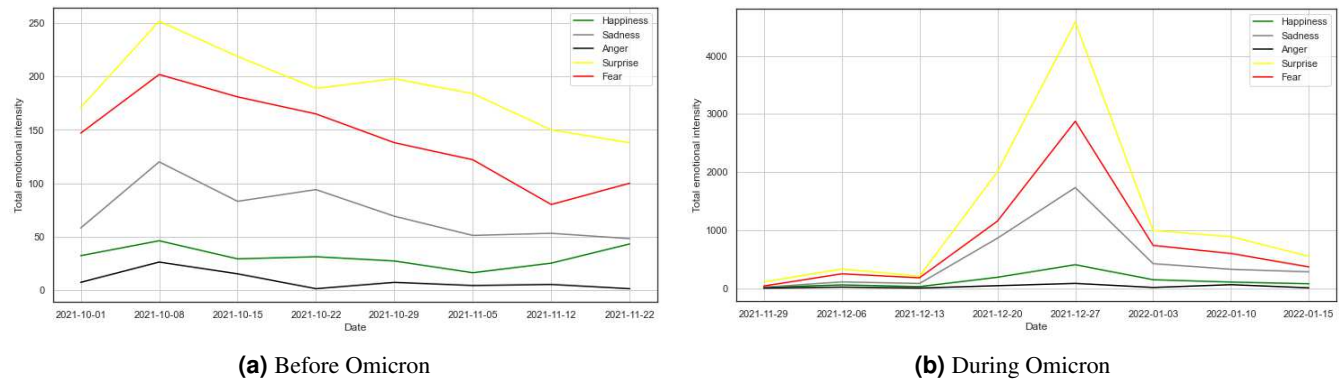 250
200
150
100
50
0
Total emotional intensity
Happiness
Sadness
Anger
Surprise
Fear
2021-10-01 2021-10-08 2021-10-15 2021-10-22 2021-10-29 2021-11-05 2021-11-12 2021-11-22
Date
(a) Before Omicron
4000
3000
2000
1000
0
Total emotional intensity
Happiness
Sadness
Anger
Surprise
Fear
2021-11-29 2021-12-06 2021-12-13 2021-12-20 2021-12-27 2022-01-03 2022-01-10 2022-01-15
Date
(b) During Omicron